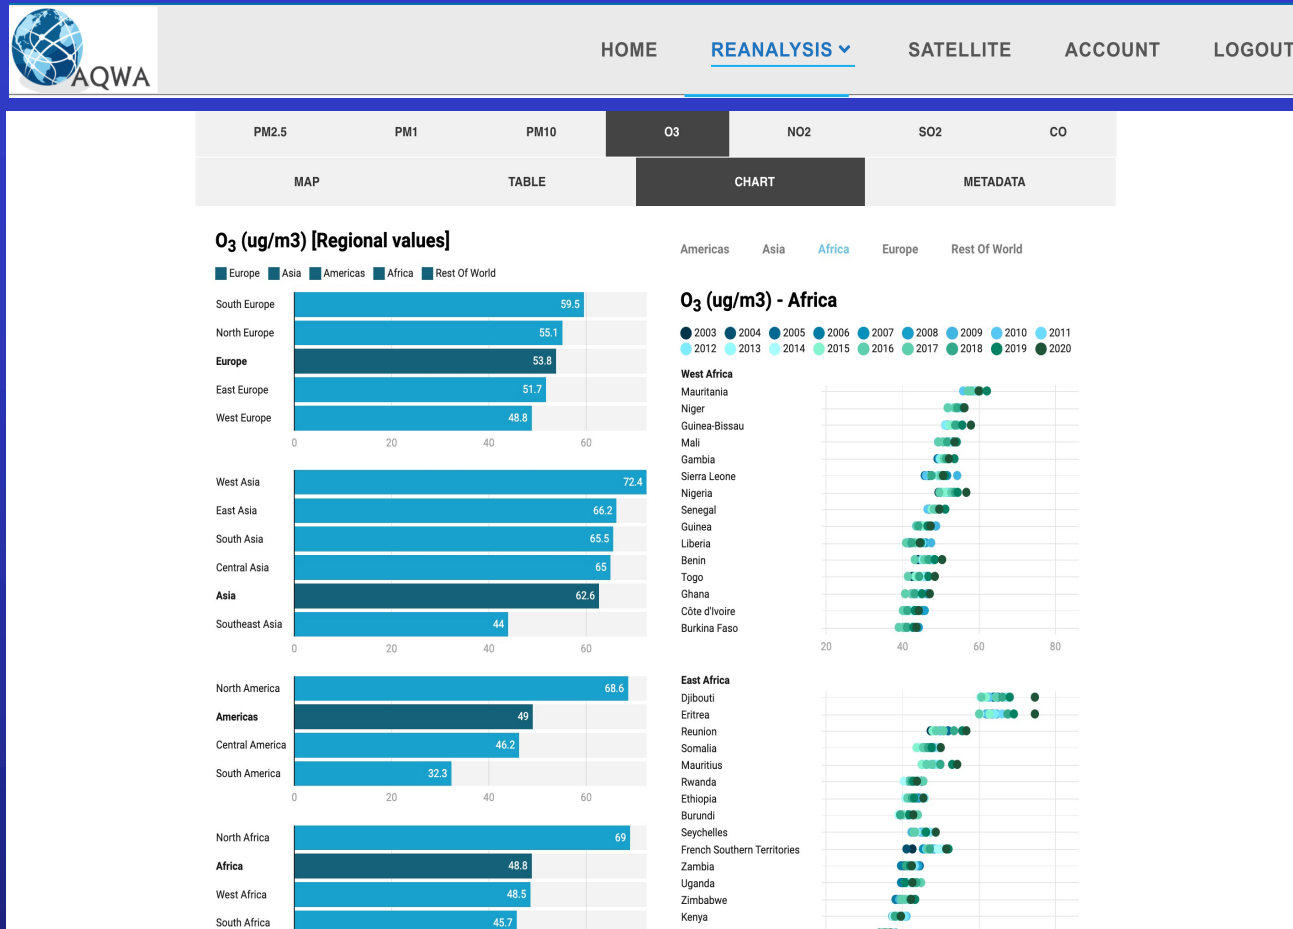 AQWA
HOME REANALYSIS SATELLITE ACCOUNT LOGOUT
PM2.5 PM1 PM10 O3 NO2 SO2 CO
MAP TABLE CHART METADATA
O3 (ug/m3) [Regional values]
Europe Asia Americas Africa Rest Of World
South Europe 59.5
North Europe 55.1
Europe 53.8
East Europe 51.7
West Europe 48.8
0 20 40 60
West Asia 72.4
East Asia 66.2
South Asia 65.5
Central Asia 65
Asia 62.6
Southeast Asia 44
0 20 40 60
North America 68.6
Americas 49
Central America 46.2
South America 32.3
0 20 40 60
North Africa 69
Africa 48.8
West Africa 48.5
South Africa 45.7
Americas Asia Africa Europe Rest Of World
O3 (ug/m3) - Africa
2003 2004 2005 2006 2007 2008 2009 2010 2011
2012 2013 2014 2015 2016 2017 2018 2019 2020
West Africa
Mauritania
Niger
Guinea-Bissau
Mali
Gambia
Sierra Leone
Nigeria
Senegal
Guinea
Liberia
Benin
Togo
Ghana
Côte d'Ivoire
Burkina Faso
20 40 60 80
East Africa
Djibouti
Eritrea
Reunion
Somalia
Mauritius
Rwanda
Ethiopia
Burundi
Seychelles
French Southern Territories
Zambia
Uganda
Zimbabwe
Kenya